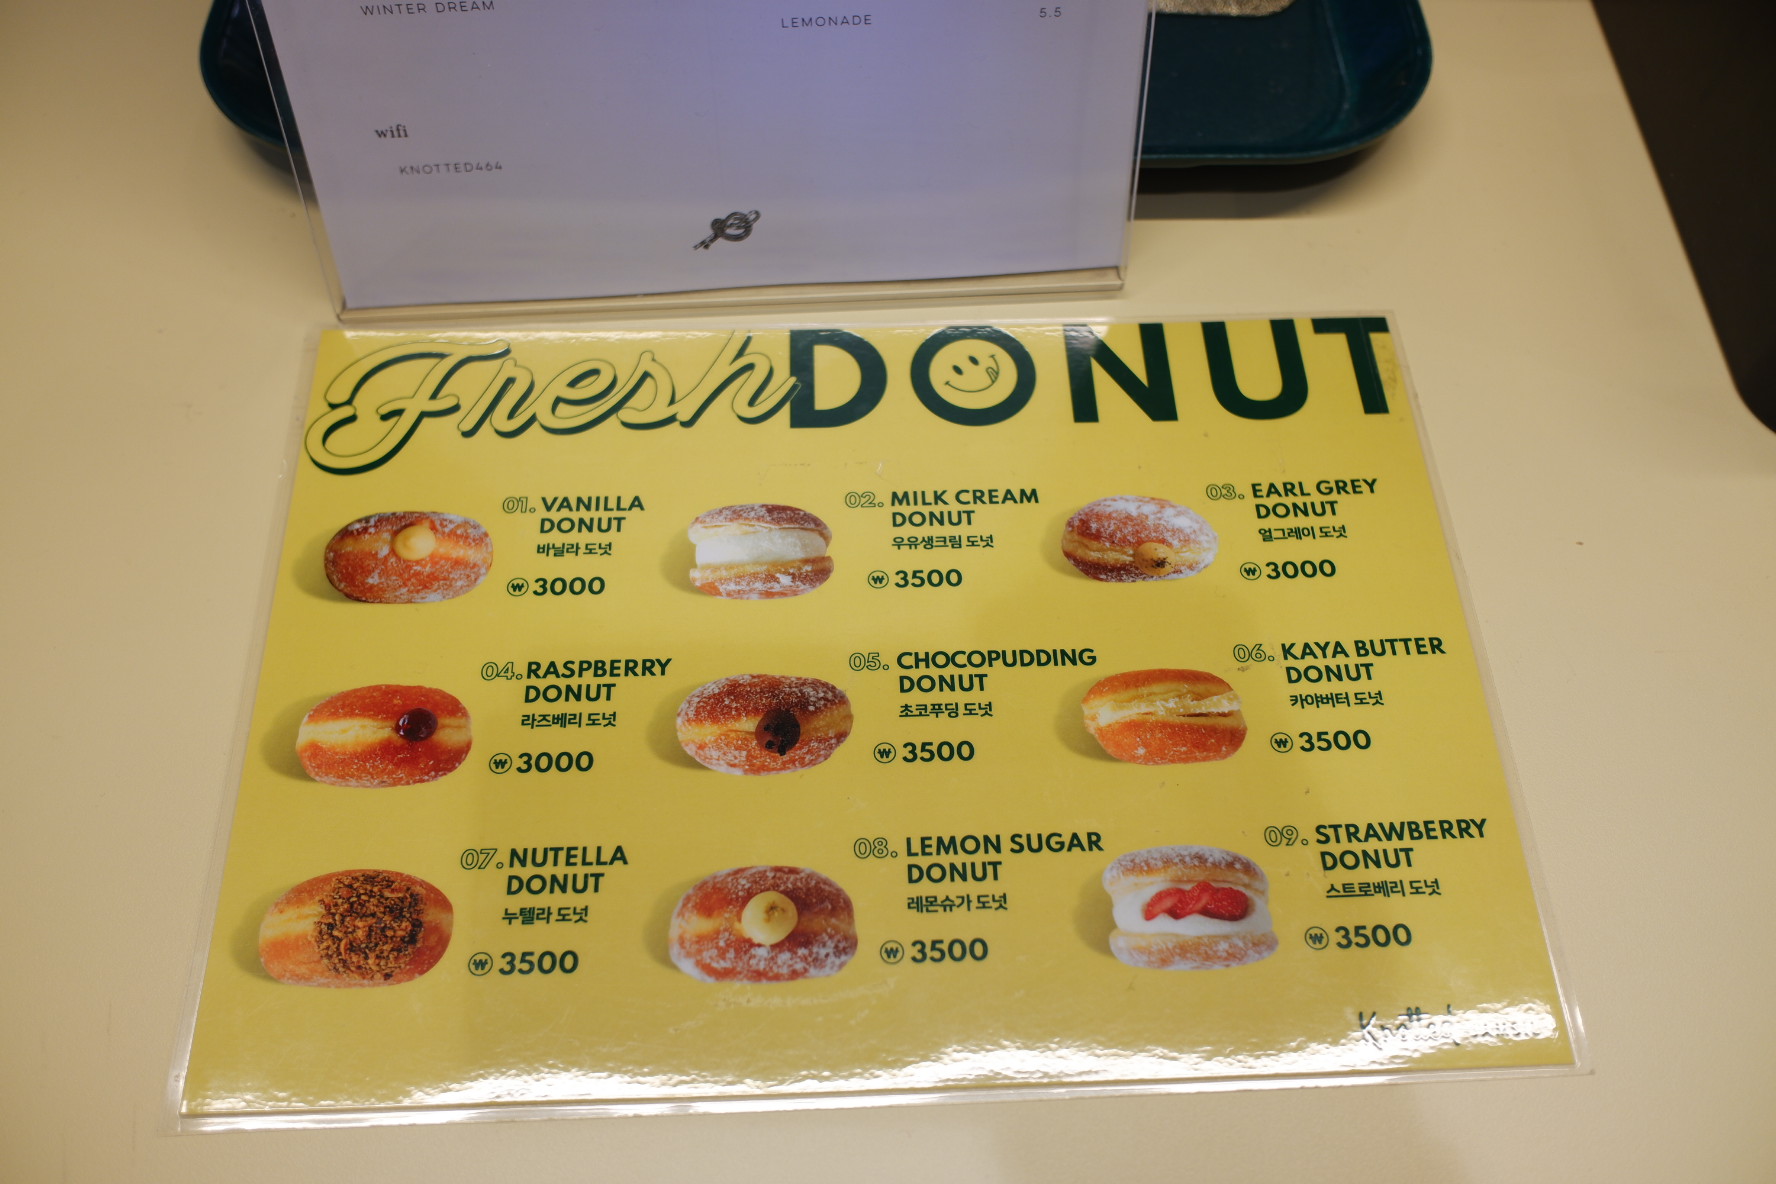 WINTER DREAM
LEMONADE 5.5
wifi
KNOTTED464
Fresh DONUT
01. VANILLA
DONUT
바닐라 도넛
₩ 3000
02. MILK CREAM
DONUT
우유생크림 도넛
₩ 3500
03. EARL GREY
DONUT
얼그레이 도넛
₩ 3000
04. RASPBERRY
DONUT
라즈베리 도넛
₩ 3000
05. CHOCOPUDDING
DONUT
초코푸딩 도넛
₩ 3500
06. KAYA BUTTER
DONUT
카야버터 도넛
₩ 3500
07. NUTELLA
DONUT
누텔라 도넛
₩ 3500
08. LEMON SUGAR
DONUT
레몬슈가 도넛
₩ 3500
09. STRAWBERRY
DONUT
스트로베리 도넛
₩ 3500
Knotted